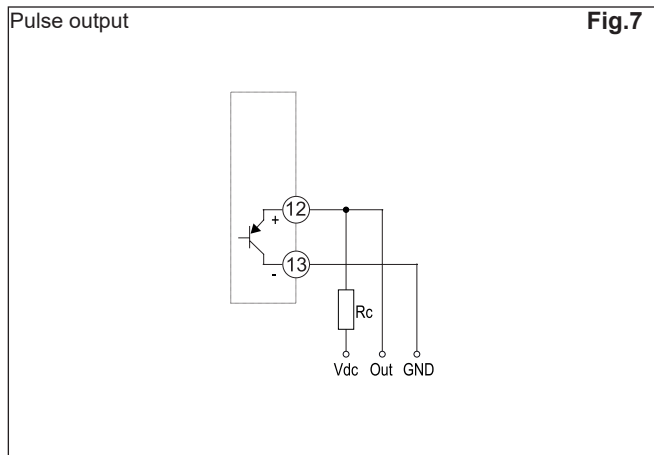 Pulse output Fig.7
12
+
13
-
Rc
Vdc Out GND